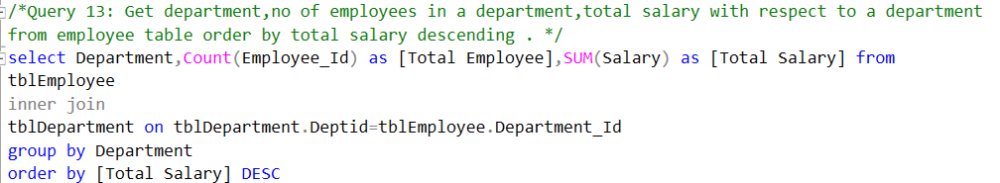 /*Query 13: Get department,no of employees in a department,total salary with respect to a department
from employee table order by total salary descending . */
select Department,Count(Employee_Id) as [Total Employee],SUM(Salary) as [Total Salary] from
tblEmployee
inner join
tblDepartment on tblDepartment.Deptid=tblEmployee.Department_Id
group by Department
order by [Total Salary] DESC